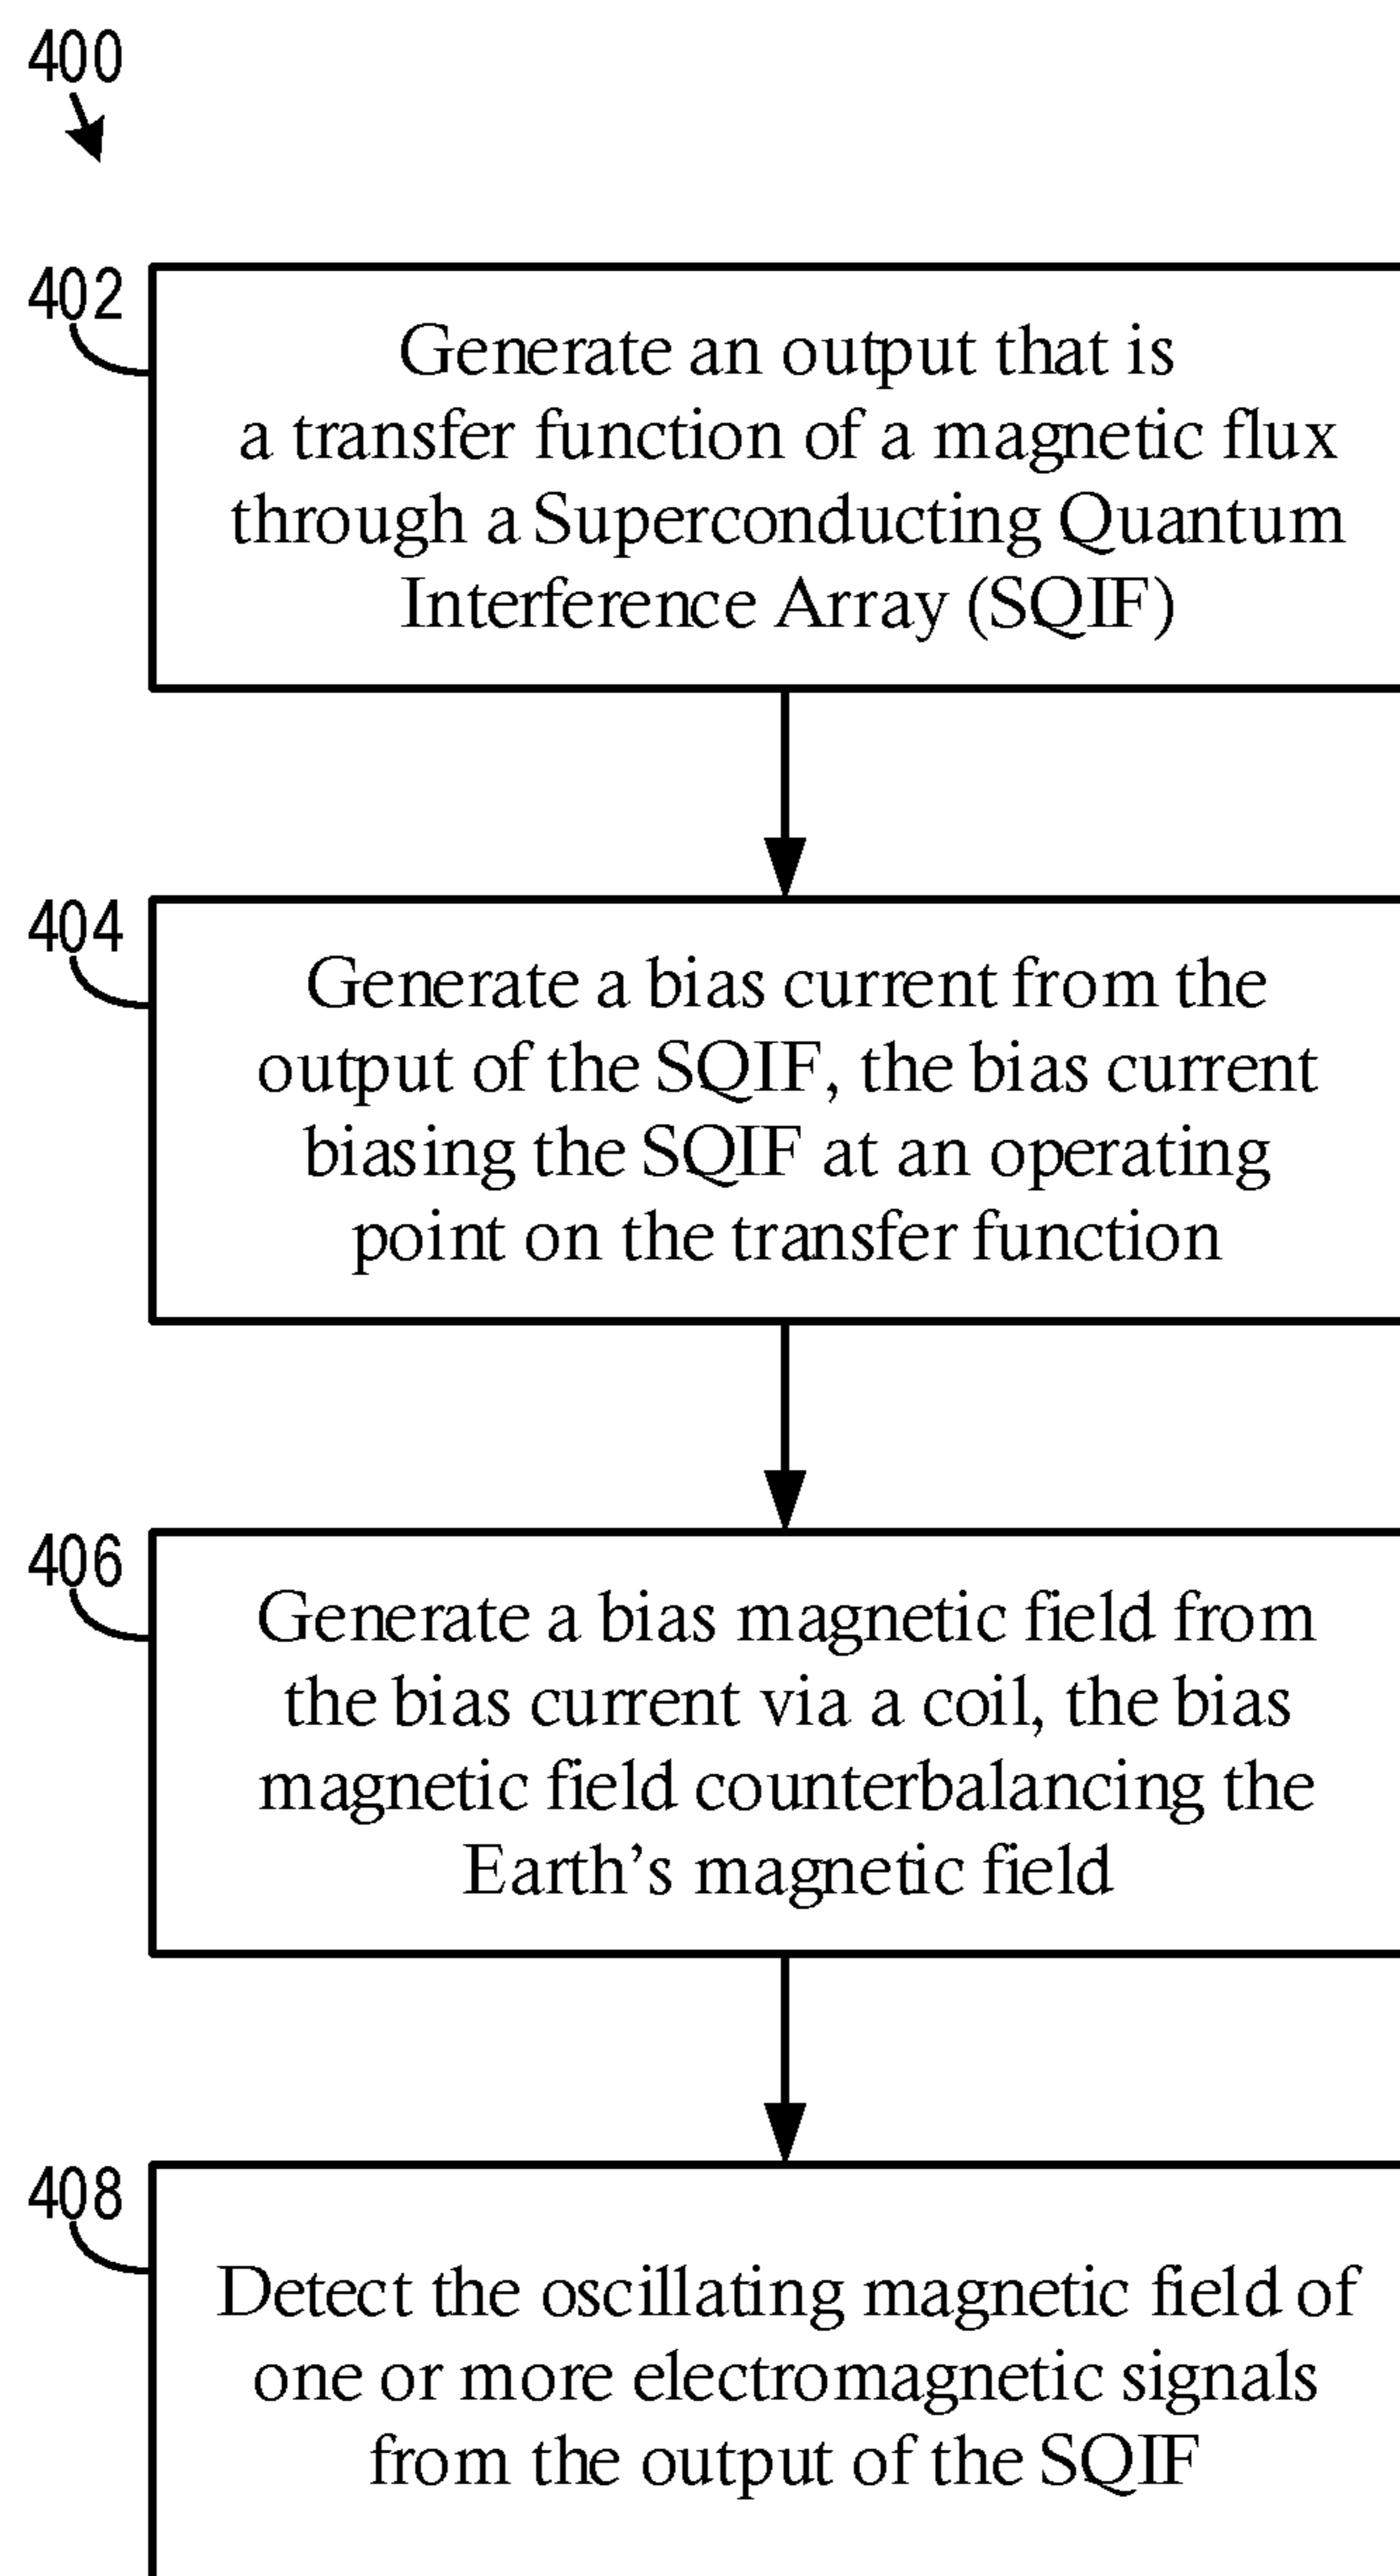 400
402
Generate an output that is
a transfer function of a magnetic flux
through a Superconducting Quantum
Interference Array (SQIF)
404
Generate a bias current from the
output of the SQIF, the bias current
biasing the SQIF at an operating
point on the transfer function
406
Generate a bias magnetic field from
the bias current via a coil, the bias
magnetic field counterbalancing the
Earth’s magnetic field
408
Detect the oscillating magnetic field of
one or more electromagnetic signals
from the output of the SQIF